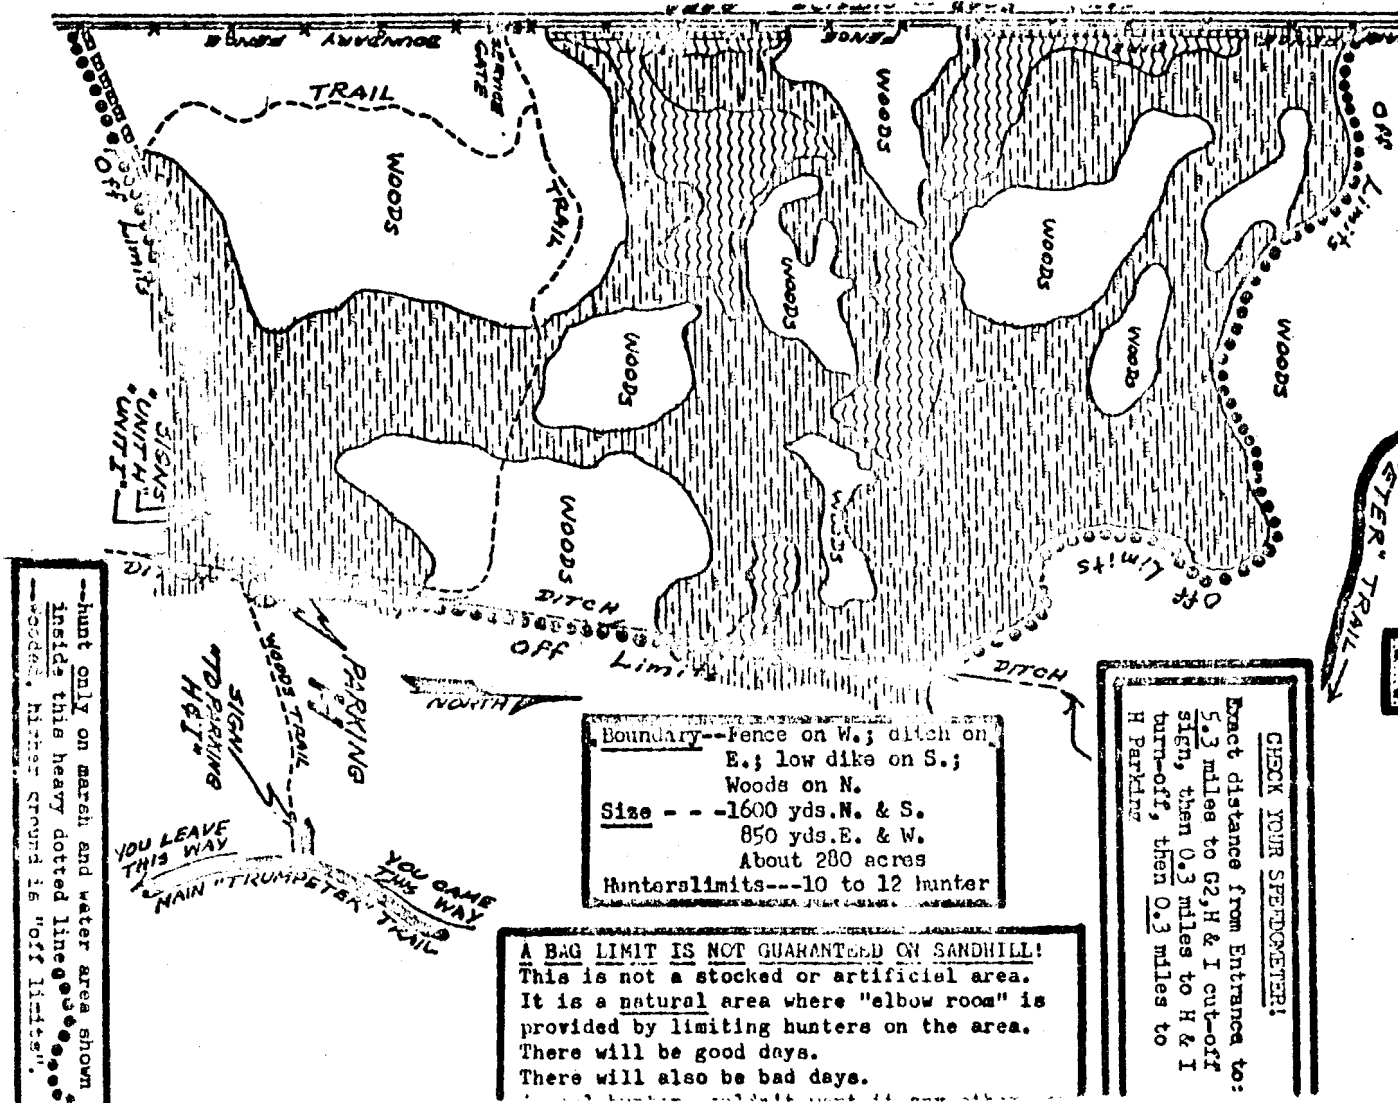 BOUNDARY FENCE
SERVICE
GATE
FENCE
TRAIL
Off Limits
WOODS
TRAIL
WOODS
WOODS
WOODS
Off Limits
WOODS
WOODS
WOODS
SIGNS
"UNIT H"
"UNIT I"
WOODS
WOODS
DITCH
Off Limits
Off Limits
DITCH
TRAIL
WOODS TRAIL
PARKING
SIGN
"TO PARKING
H & I"
NORTH
YOU LEAVE
THIS WAY
MAIN "TRUMPETER" TRAIL
YOU CAME
THIS WAY
--hunt only on marsh and water area shown
inside this heavy dotted line
--wooded, higher ground is "off limits".
Boundary--Fence on W.; ditch on
E.; low dike on S.;
Woods on N.
Size - - -1600 yds.N. & S.
850 yds.E. & W.
About 280 acres
Hunterslimits---10 to 12 hunter
CHECK YOUR SPEEDOMETER!
Exact distance from Entrance to:
5.3 miles to G2,H & I cut-off
sign, then 0.3 miles to H & I
turn-off, then 0.3 miles to
H Parking
A BAG LIMIT IS NOT GUARANTEED ON SANDHILL!
This is not a stocked or artificial area.
It is a natural area where "elbow room" is
provided by limiting hunters on the area.
There will be good days.
There will also be bad days.